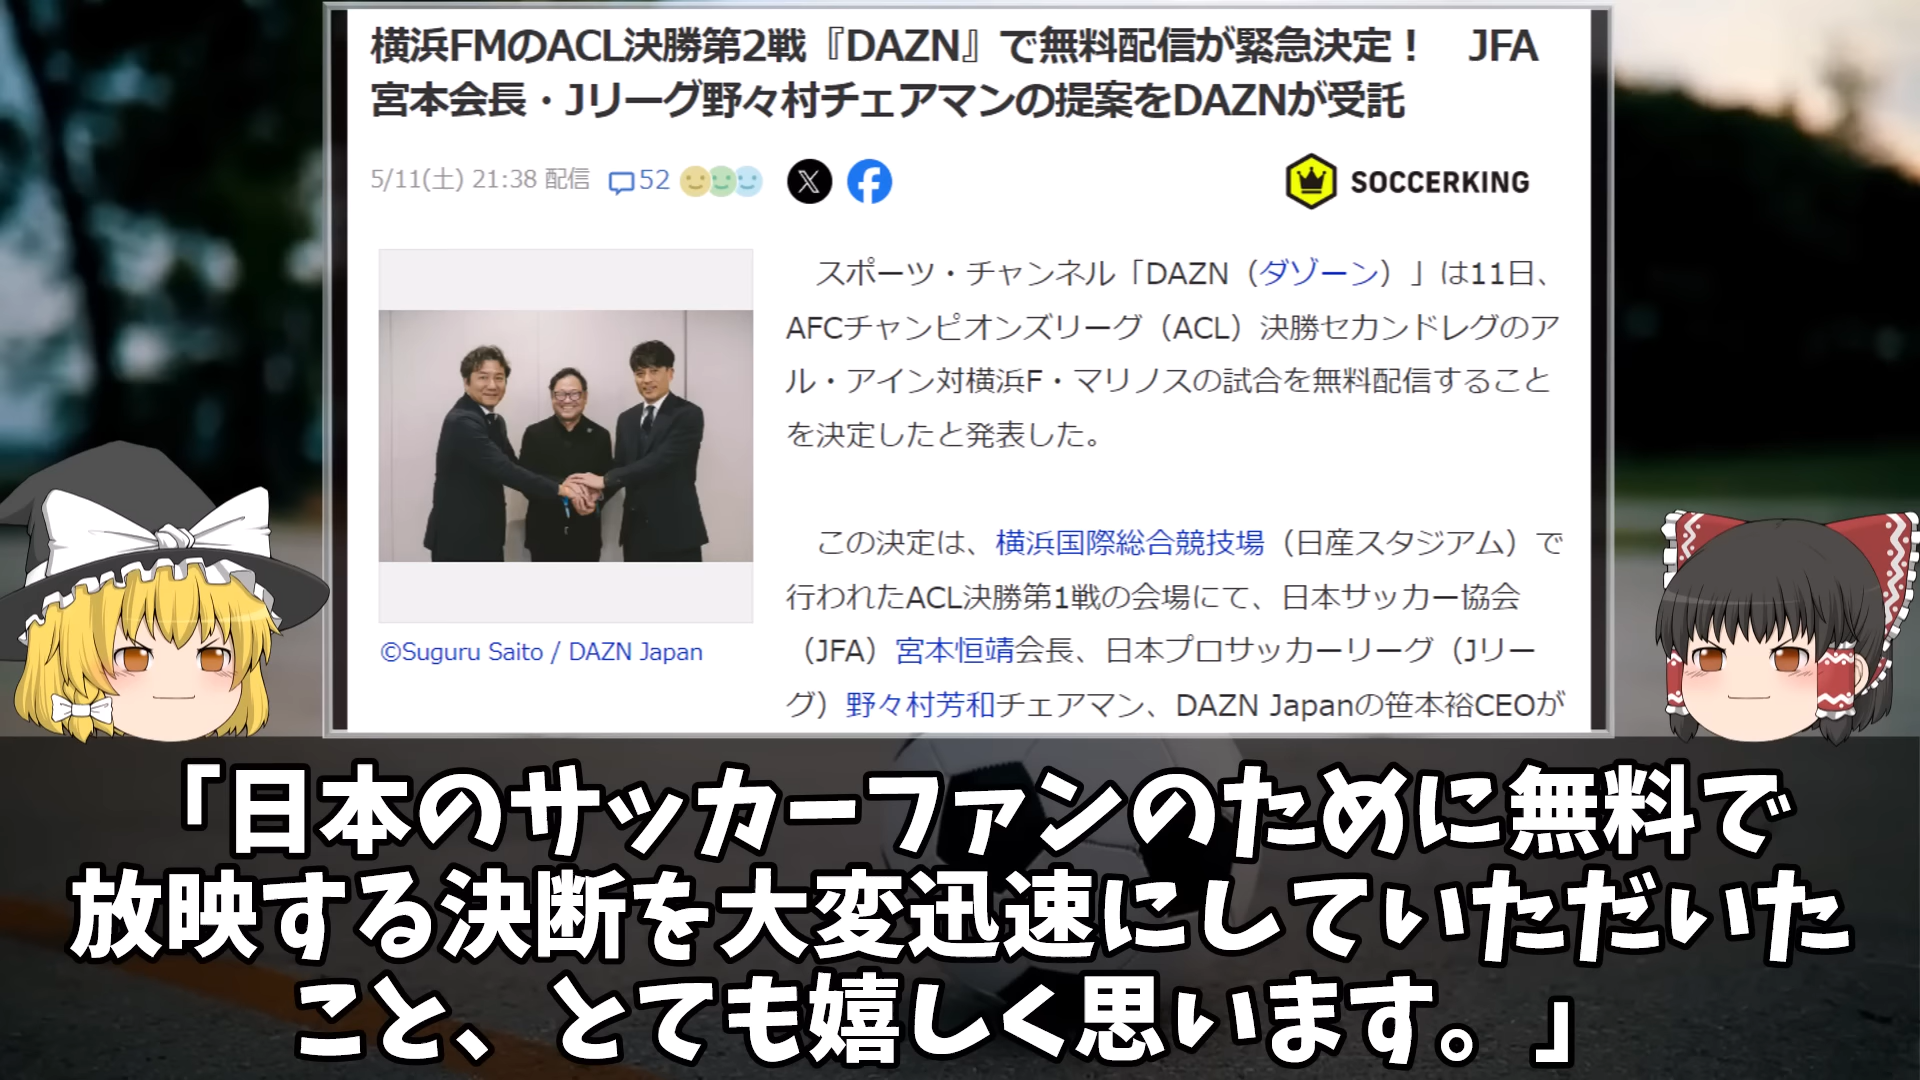 横浜FMのACL決勝第2戦『DAZN』で無料配信が緊急決定！　JFA
宮本会長・Jリーグ野々村チェアマンの提案をDAZNが受託
5/11(土) 21:38 配信 52
SOCCERKING
スポーツ・チャンネル「DAZN（ダゾーン）」は11日、
AFCチャンピオンズリーグ（ACL）決勝セカンドレグのア
ル・アイン対横浜F・マリノスの試合を無料配信すること
を決定したと発表した。
この決定は、横浜国際総合競技場（日産スタジアム）で
行われたACL決勝第1戦の会場にて、日本サッカー協会
（JFA）宮本恒靖会長、日本プロサッカーリーグ（Jリー
グ）野々村芳和チェアマン、DAZN Japanの笹本裕CEOが
©Suguru Saito / DAZN Japan
「日本のサッカーファンのために無料で
放映する決断を大変迅速にしていただいた
こと、とても嬉しく思います。」